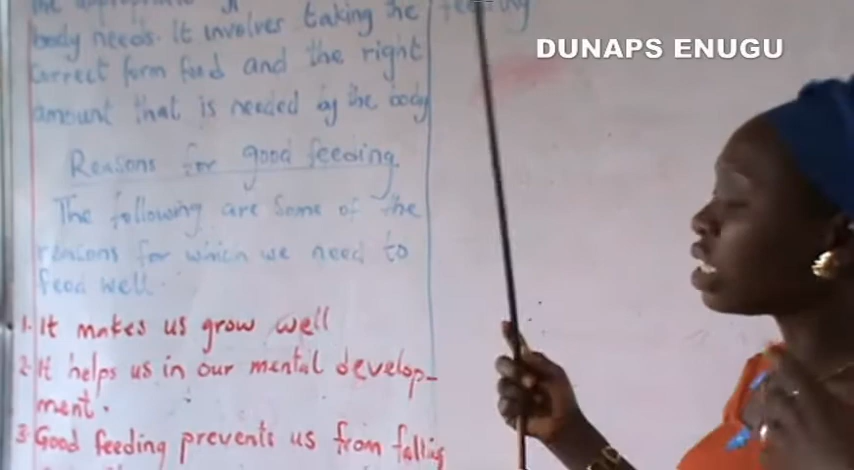 the appropriate
body needs. It involves taking the
correct form food and the right
amount that is needed by the body
Reasons for good feeding
The following are some of the
reasons for which we need to
feed well.
1. It makes us grow well
2. It helps us in our mental develop-
ment.
3. Good feeding prevents us from falling
feeding
DUNAPS ENUGU